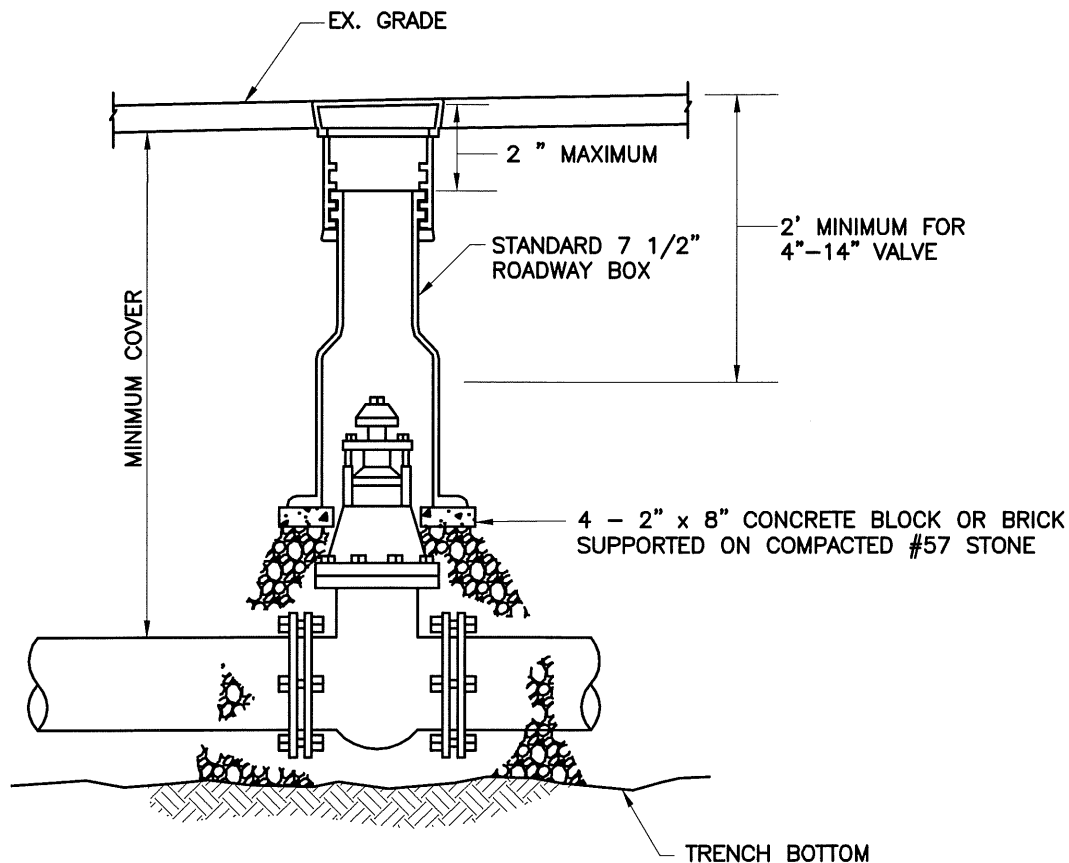 EX. GRADE
2 " MAXIMUM
2' MINIMUM FOR
4"-14" VALVE
STANDARD 7 1/2"
ROADWAY BOX
MINIMUM COVER
4 - 2" x 8" CONCRETE BLOCK OR BRICK
SUPPORTED ON COMPACTED #57 STONE
TRENCH BOTTOM